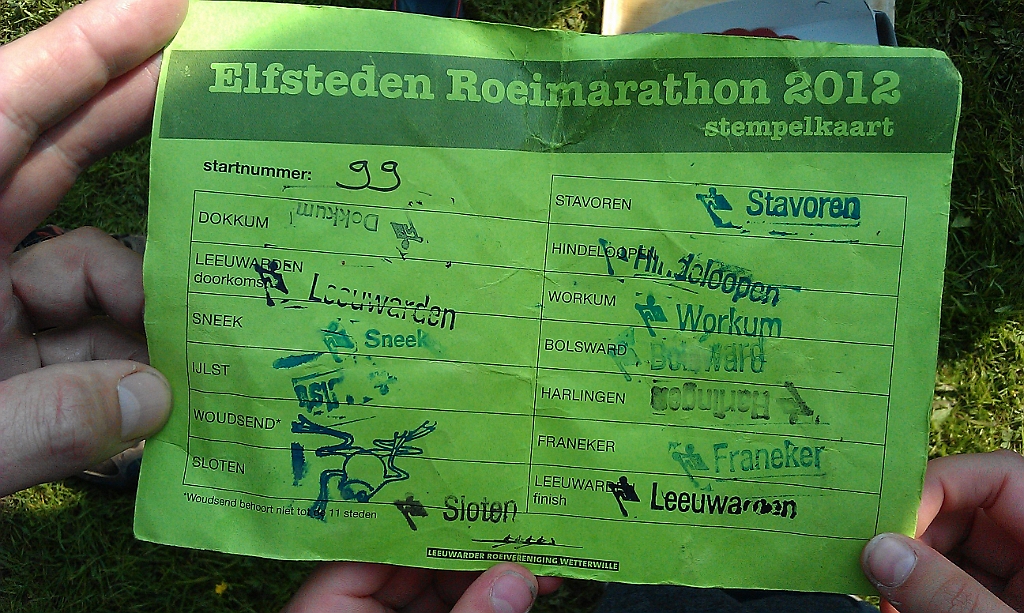 Elfsteden Roeimarathon 2012
stempelkaart
startnummer: 99
DOKKUM Dokkum
LEEUWARDEN
doorkomst Leeuwarden
SNEEK Sneek
IJLST
WOUDSEND*
SLOTEN Sloten
*Woudsend behoort niet tot de 11 steden
STAVOREN Stavoren
HINDELOOPEN Hindeloopen
WORKUM Workum
BOLSWARD Bolsward
HARLINGEN Harlingen
FRANEKER Franeker
LEEUWARDEN
finish Leeuwarden
LEEUWARDER ROEIVERENIGING WETTERWILLE